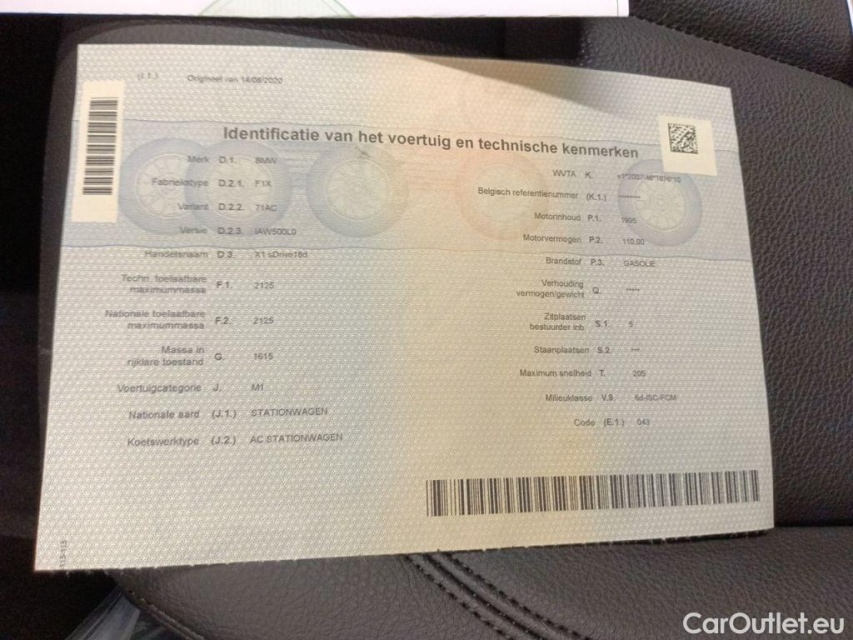 (I.1.) Origineel van 14/08/2020
Identificatie van het voertuig en technische kenmerken
Merk D.1. BMW
Fabriekstype D.2.1. F1X
Variant D.2.2. 71AC
Versie D.2.3. IAW500L0
Handelsnaam D.3. X1 sDrive18d
Techn. toelaatbare
maximummassa F.1. 2125
Nationale toelaatbare
maximummassa F.2. 2125
Massa in
rijklare toestand G. 1615
Voertuigcategorie J. M1
Nationale aard (J.1.) STATIONWAGEN
Koetswerktype (J.2.) AC STATIONWAGEN
WVTA K.
Belgisch referentienummer (K.1.) ------
Motorinhoud P.1. 1995
Motorvermogen P.2. 110.00
Brandstof P.3. GASOLIE
Verhouding
vermogen/gewicht Q. -----
Zitplaatsen
bestuurder inb. S.1. 5
Staanplaatsen S.2. ---
Maximum snelheid T. 205
Milieuklasse V.9. 6d-ISC-FCM
Code (E.1.) 043
CarOutlet.eu